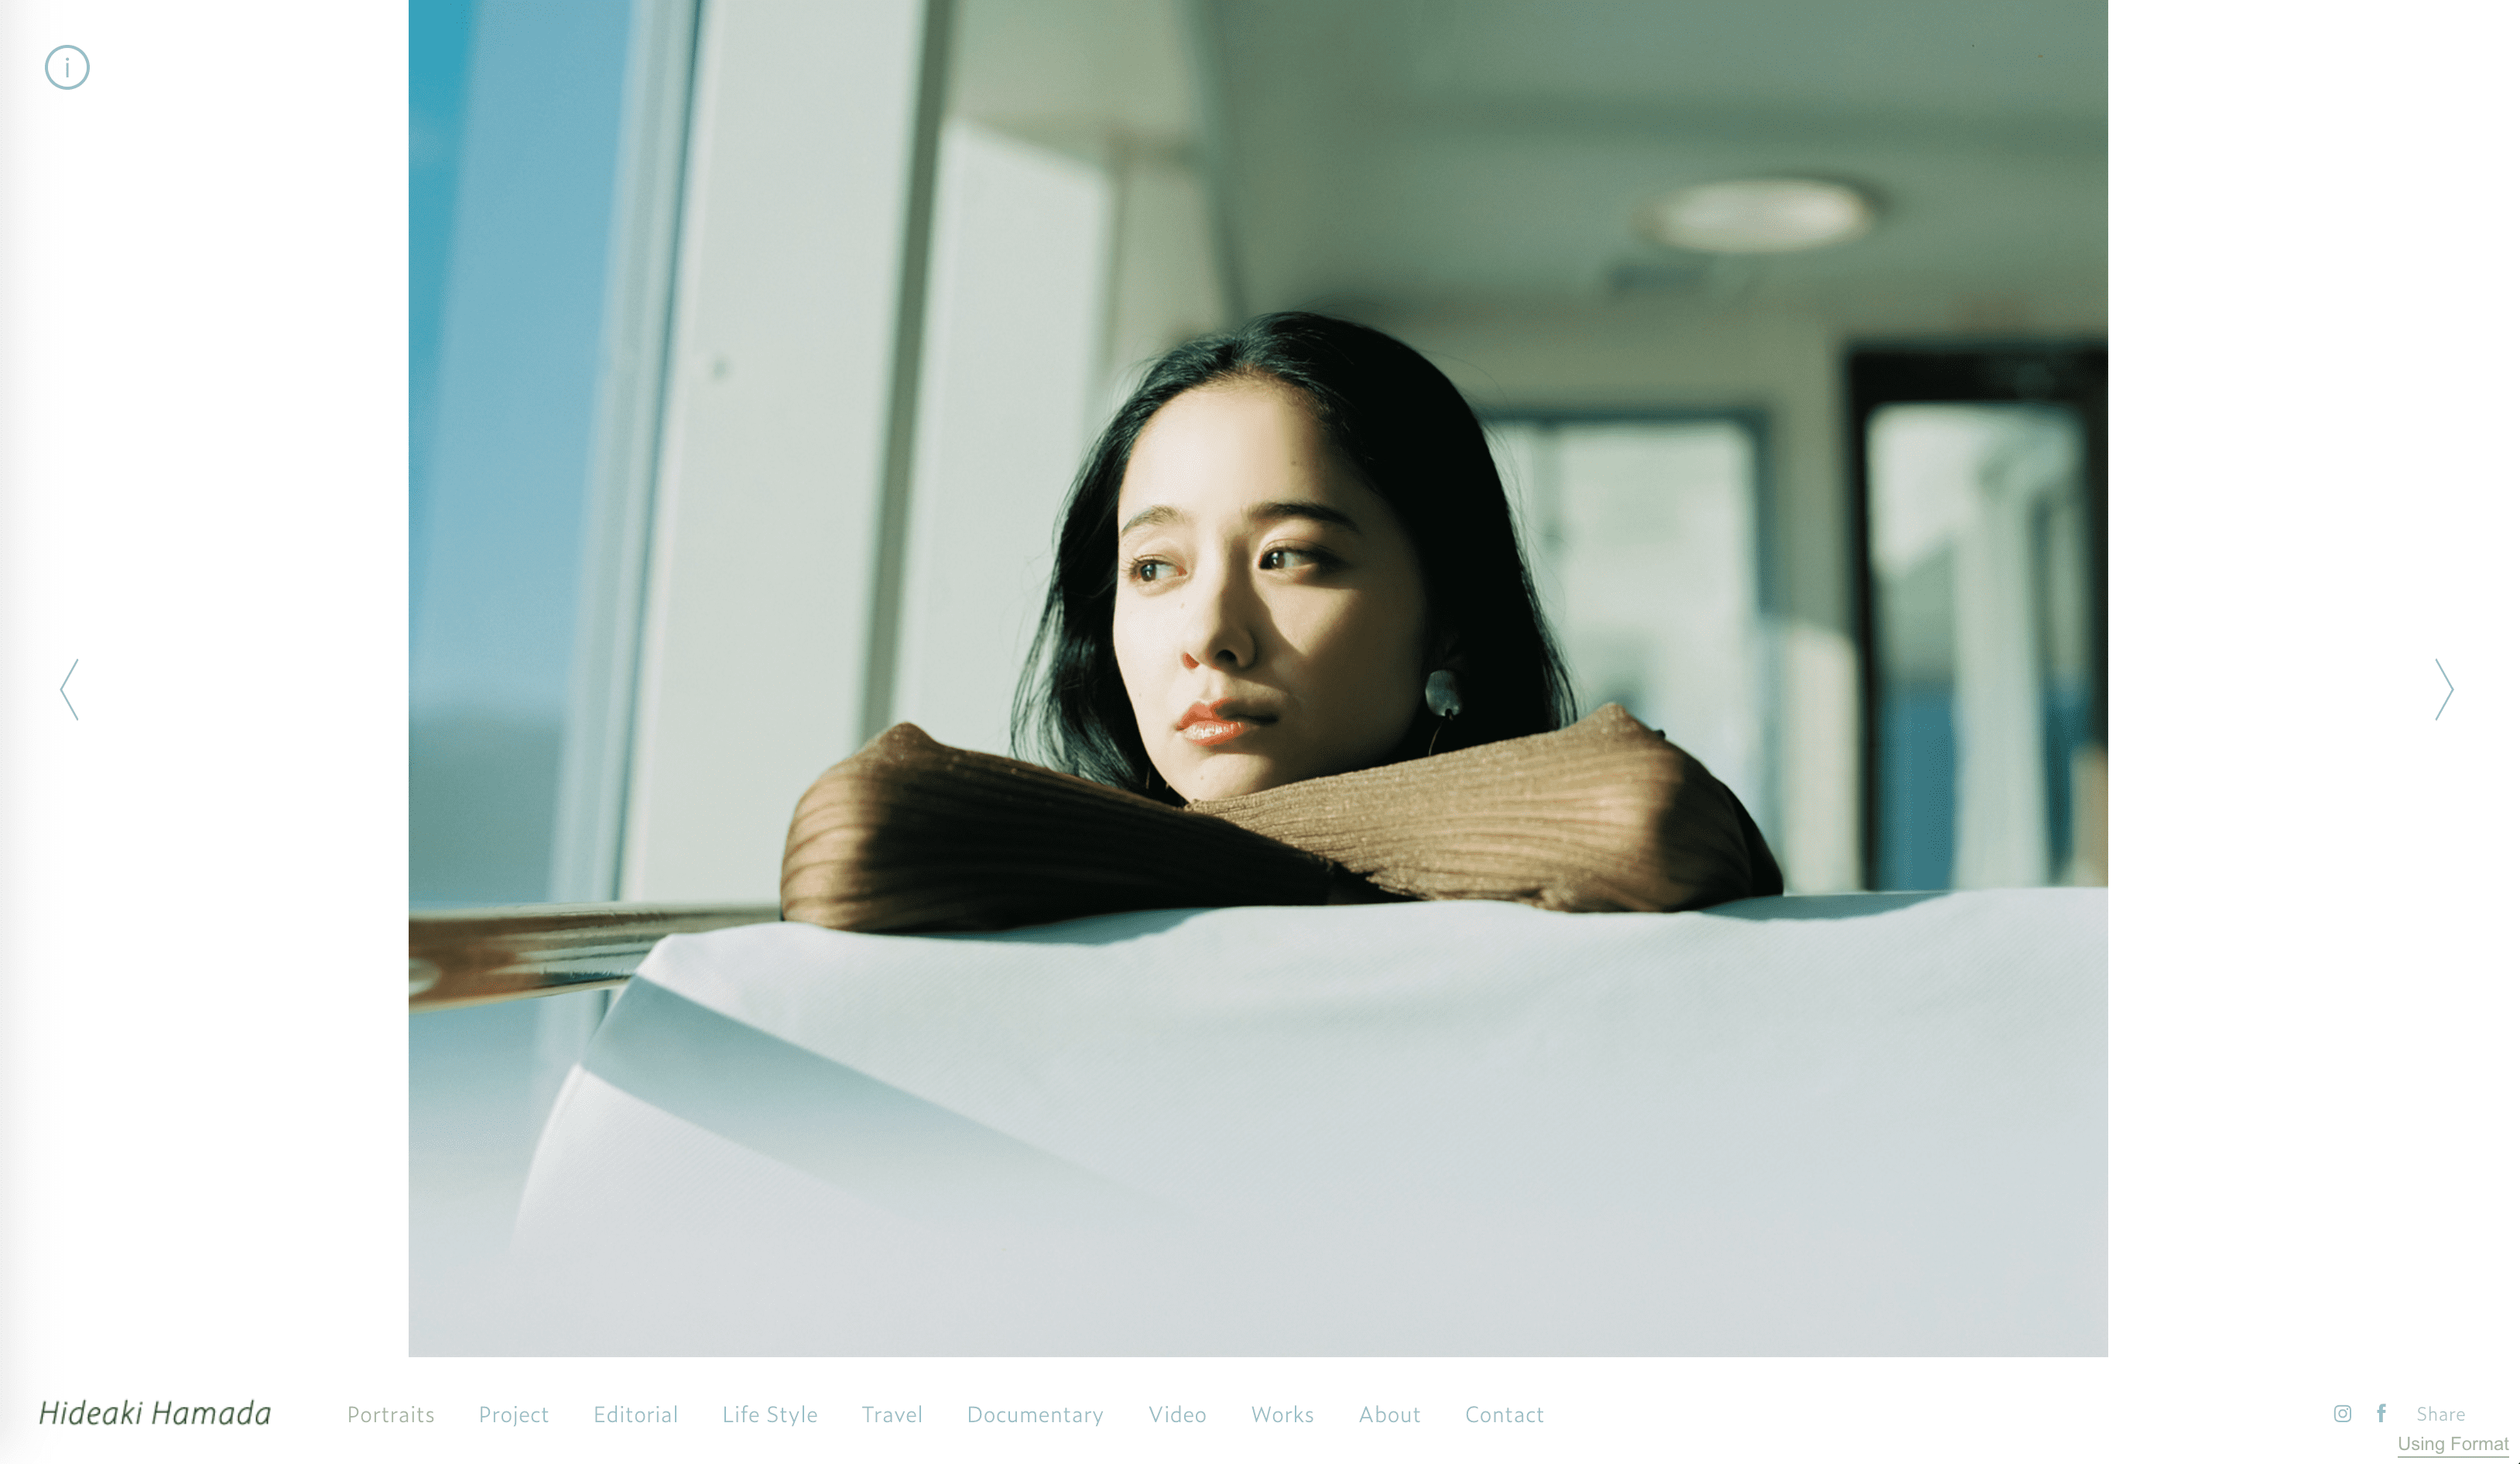 i
Hideaki Hamada Portraits Project Editorial Life Style Travel Documentary Video Works About Contact Share
Using Format